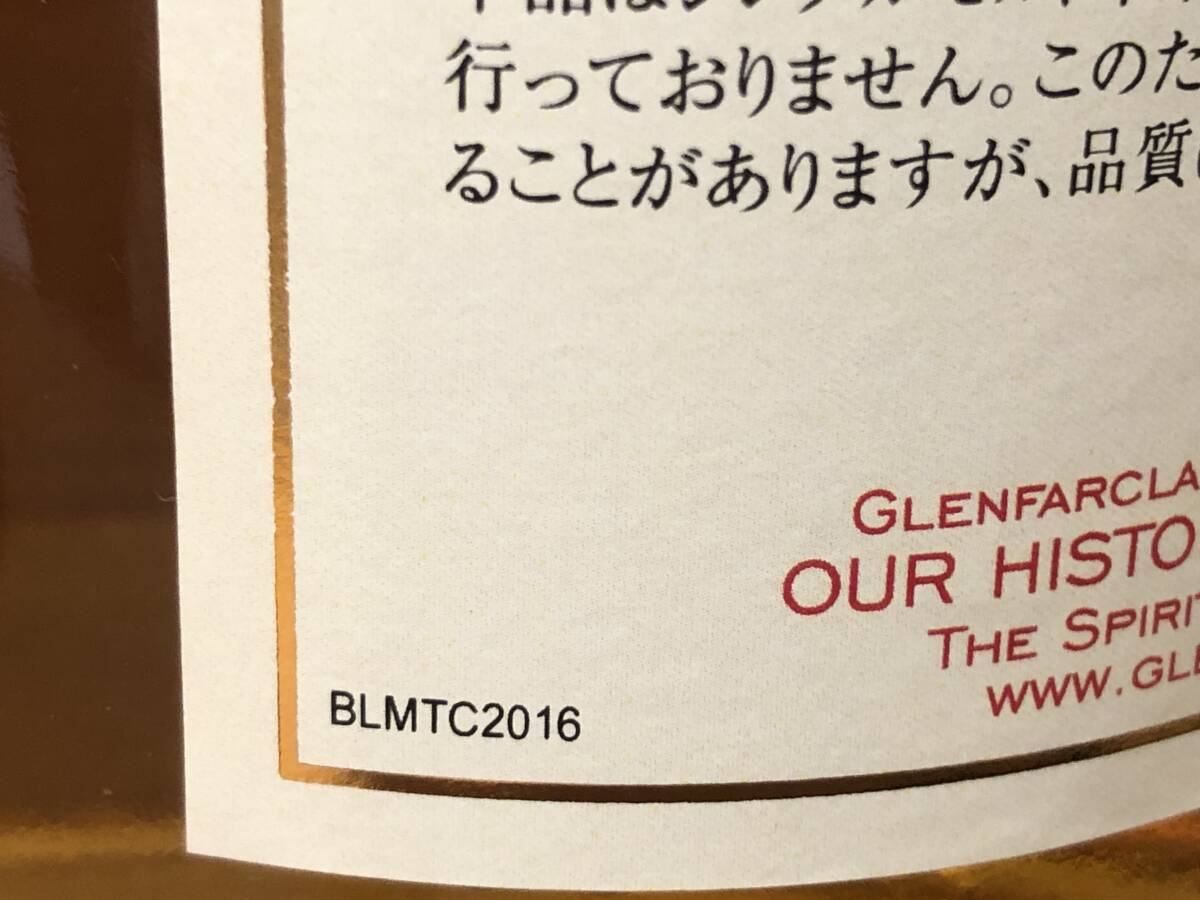 行っておりません。このた
ることがありますが、品質
GLENFARCLA
OUR HISTO
THE SPIRIT
WWW.GLE
BLMTC2016